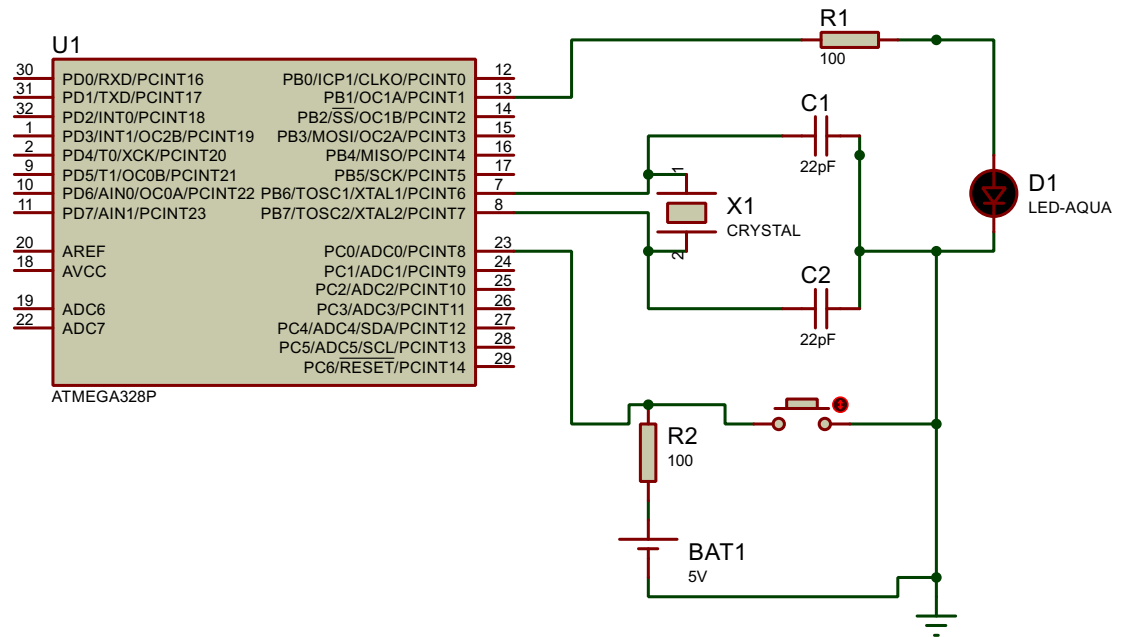 U1
30 PD0/RXD/PCINT16 PB0/ICP1/CLKO/PCINT0 12
31 PD1/TXD/PCINT17 PB1/OC1A/PCINT1 13
32 PD2/INT0/PCINT18 PB2/SS/OC1B/PCINT2 14
1 PD3/INT1/OC2B/PCINT19 PB3/MOSI/OC2A/PCINT3 15
2 PD4/T0/XCK/PCINT20 PB4/MISO/PCINT4 16
9 PD5/T1/OC0B/PCINT21 PB5/SCK/PCINT5 17
10 PD6/AIN0/OC0A/PCINT22 PB6/TOSC1/XTAL1/PCINT6 7
11 PD7/AIN1/PCINT23 PB7/TOSC2/XTAL2/PCINT7 8
20 AREF PC0/ADC0/PCINT8 23
18 AVCC PC1/ADC1/PCINT9 24
PC2/ADC2/PCINT10 25
19 ADC6 PC3/ADC3/PCINT11 26
22 ADC7 PC4/ADC4/SDA/PCINT12 27
PC5/ADC5/SCL/PCINT13 28
PC6/RESET/PCINT14 29
ATMEGA328P
R1
100
C1
22pF
1
X1
CRYSTAL
2
D1
LED-AQUA
C2
22pF
R2
100
BAT1
5V